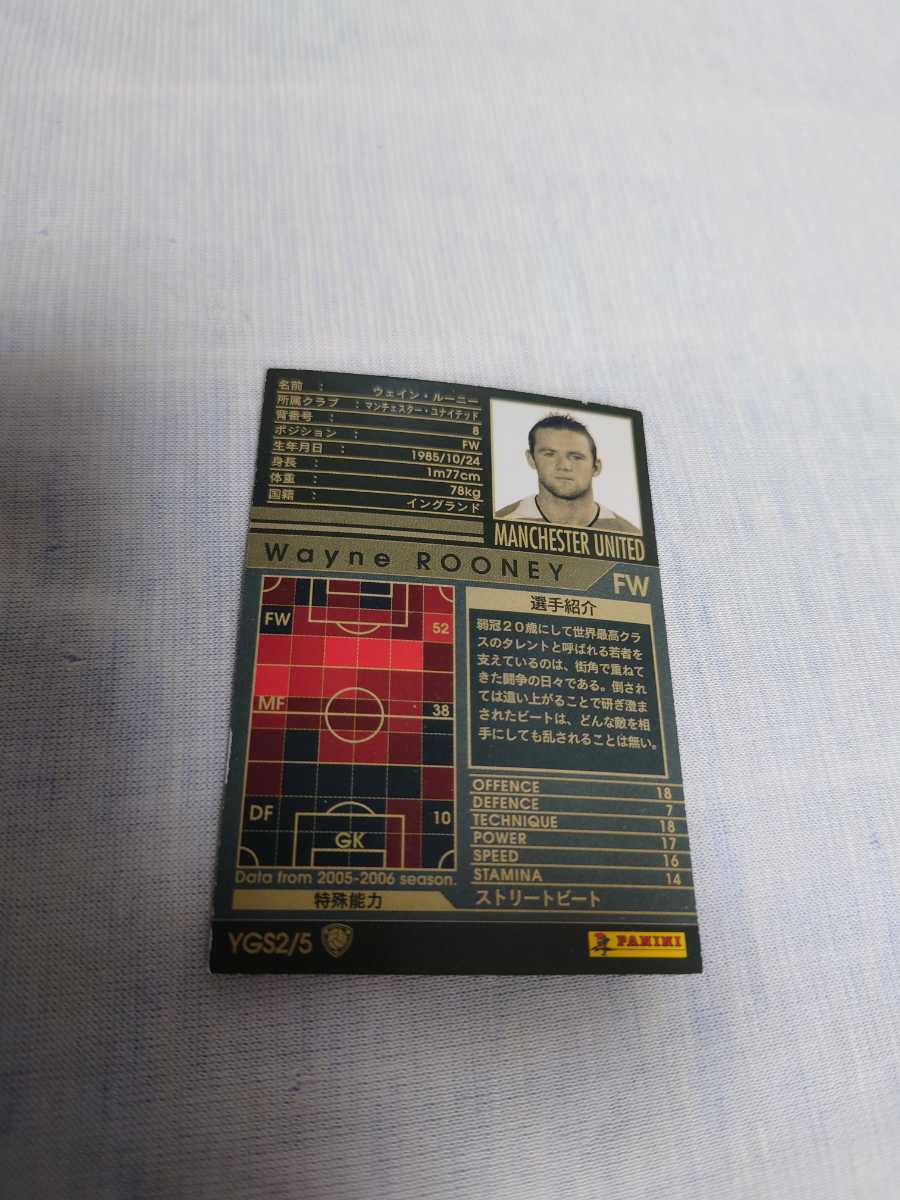 名前 : ウェイン・ルーニー
所属クラブ : マンチェスター・ユナイテッド
背番号 : 8
ポジション : FW
生年月日 : 1985/10/24
身長 : 1m77cm
体重 : 78kg
国籍 : イングランド
MANCHESTER UNITED
Wayne ROONEY
FW
FW 52
MF 38
DF 10
GK
Data from 2005-2006 season.
選手紹介
弱冠20歳にして世界最高クラ
スのタレントと呼ばれる若者を
支えているのは、街角で重ねて
きた闘争の日々である。倒され
ては這い上がることで研ぎ澄ま
されたビートは、どんな敵を相
手にしても乱されることは無い。
OFFENCE 18
DEFENCE 7
TECHNIQUE 18
POWER 17
SPEED 16
STAMINA 14
特殊能力 ストリートビート
YGS2/5
PANINI